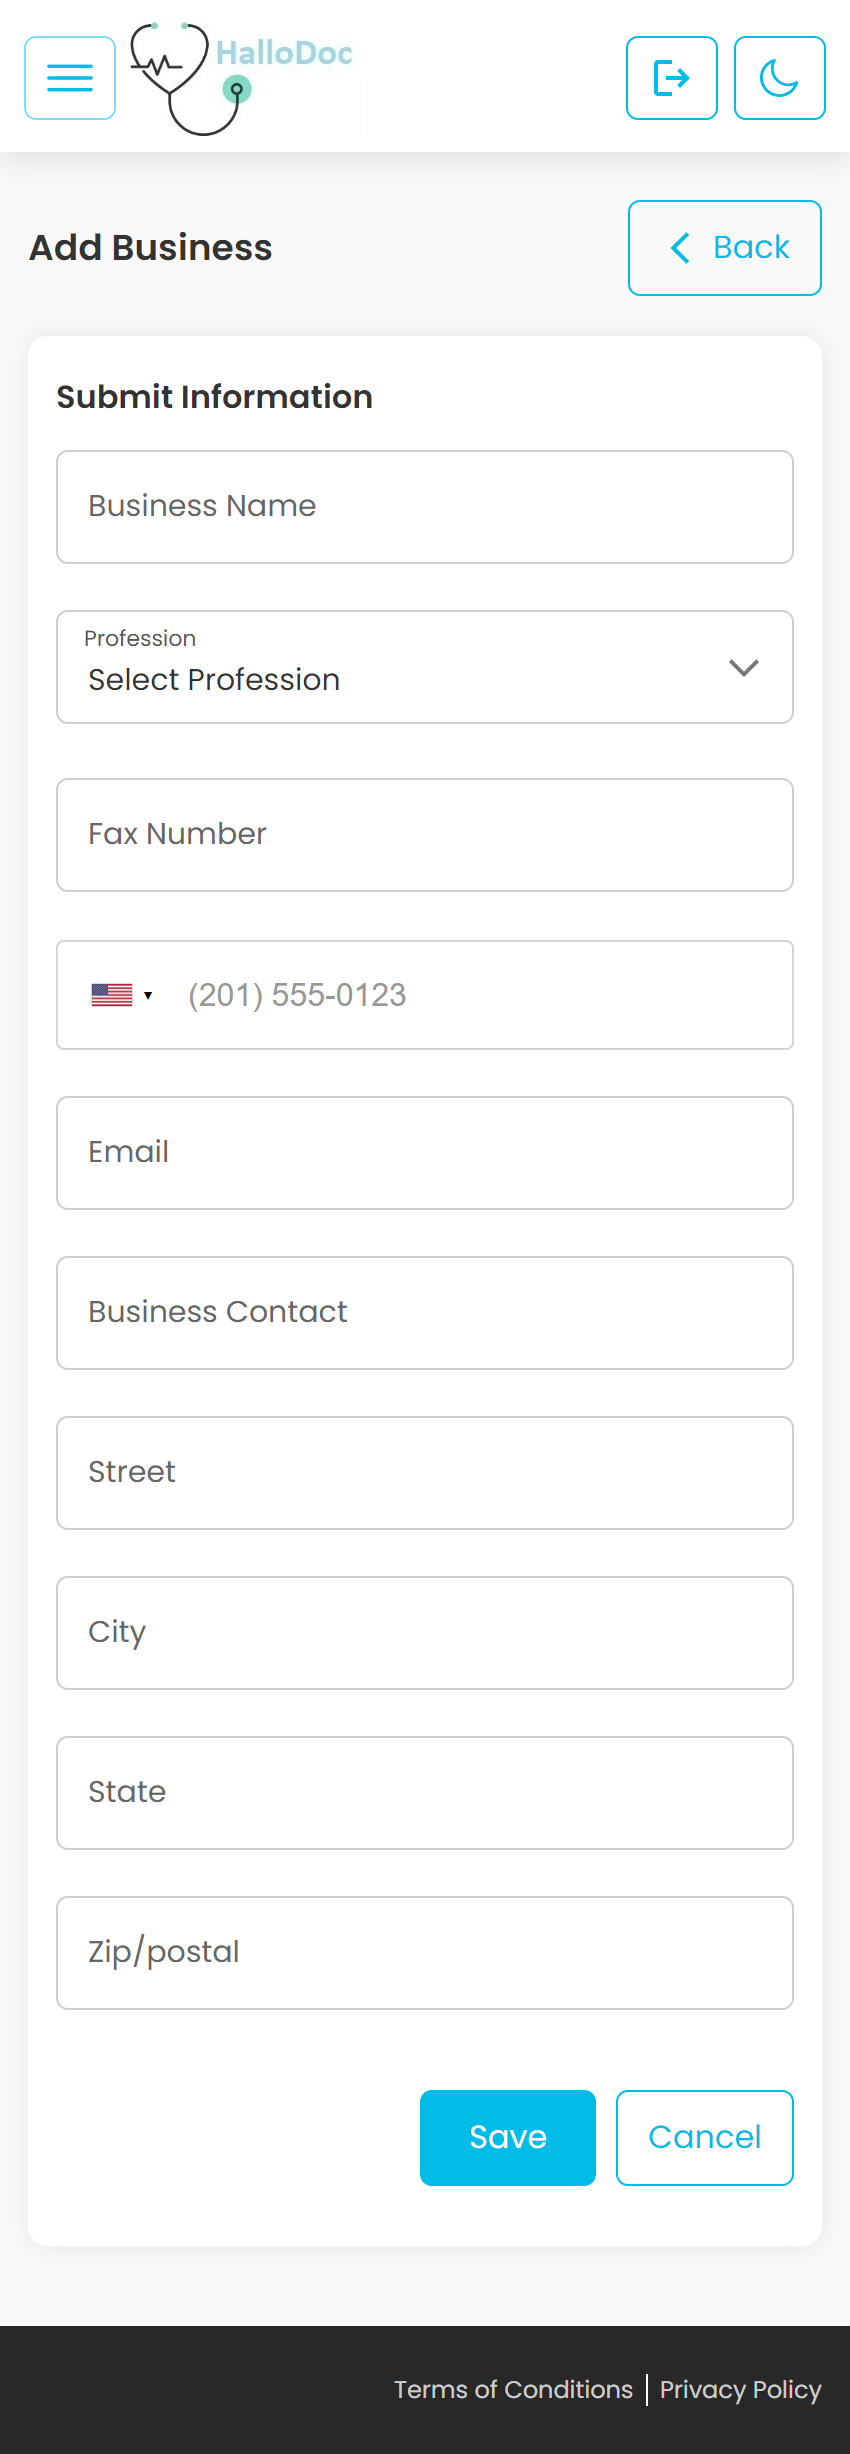 HalloDoc
Add Business
Back
Submit Information
Business Name
Profession
Select Profession
Fax Number
(201) 555-0123
Email
Business Contact
Street
City
State
Zip/postal
Save Cancel
Terms of Conditions Privacy Policy